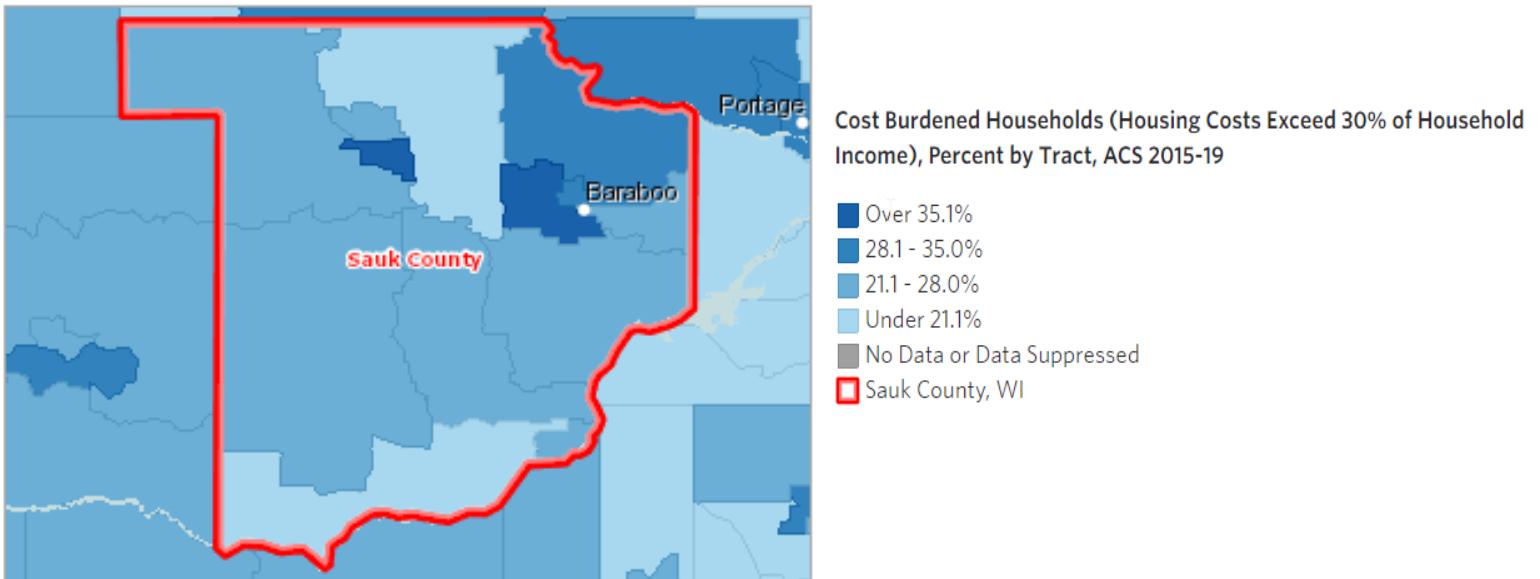 Portage
Baraboo
Sauk County
Cost Burdened Households (Housing Costs Exceed 30% of Household
Income), Percent by Tract, ACS 2015-19
Over 35.1%
28.1 - 35.0%
21.1 - 28.0%
Under 21.1%
No Data or Data Suppressed
Sauk County, WI